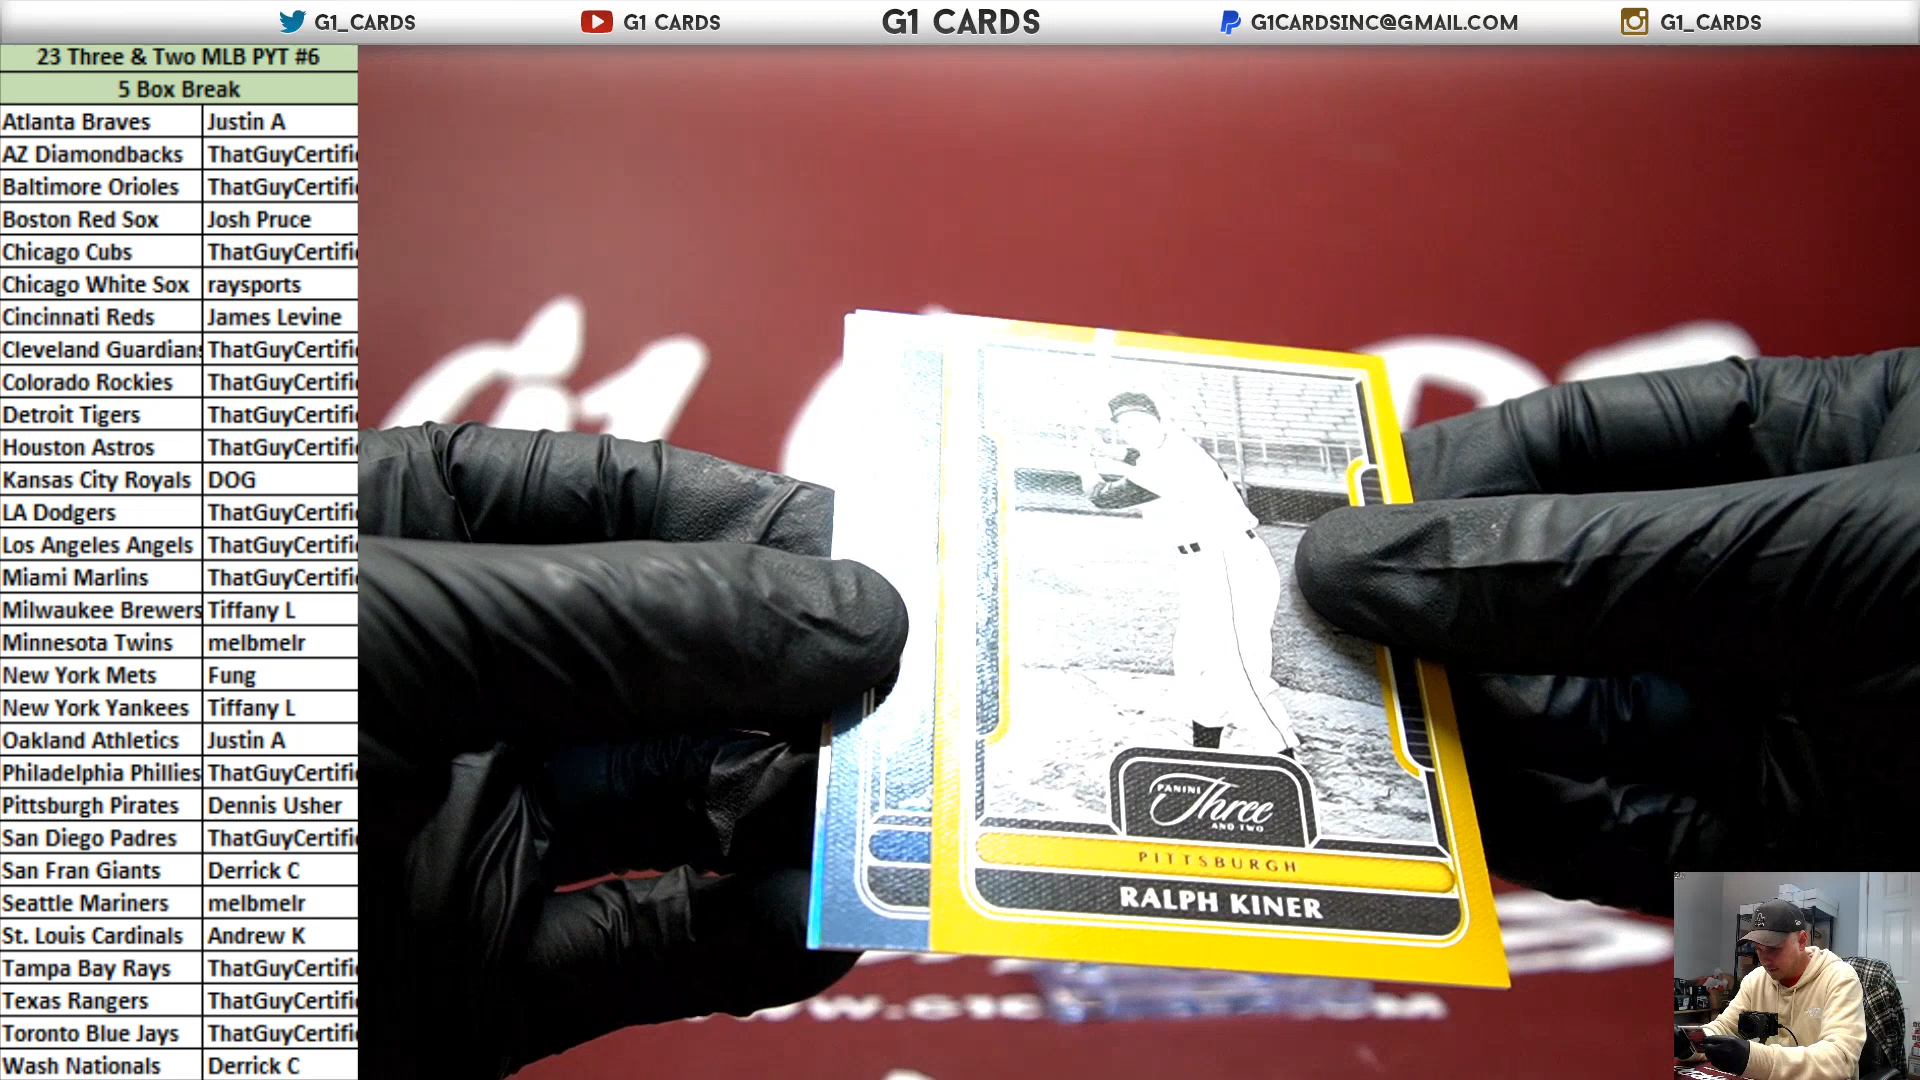 G1_CARDS G1 CARDS G1 CARDS G1CARDSINC@GMAIL.COM G1_CARDS
23 Three & Two MLB PYT #6
5 Box Break
Atlanta Braves Justin A
AZ Diamondbacks ThatGuyCertifi
Baltimore Orioles ThatGuyCertifi
Boston Red Sox Josh Pruce
Chicago Cubs ThatGuyCertifi
Chicago White Sox raysports
Cincinnati Reds James Levine
Cleveland Guardians ThatGuyCertifi
Colorado Rockies ThatGuyCertifi
Detroit Tigers ThatGuyCertifi
Houston Astros ThatGuyCertifi
Kansas City Royals DOG
LA Dodgers ThatGuyCertifi
Los Angeles Angels ThatGuyCertifi
Miami Marlins ThatGuyCertifi
Milwaukee Brewers Tiffany L
Minnesota Twins melbmelr
New York Mets Fung
New York Yankees Tiffany L
Oakland Athletics Justin A
Philadelphia Phillies ThatGuyCertifi
Pittsburgh Pirates Dennis Usher
San Diego Padres ThatGuyCertifi
San Fran Giants Derrick C
Seattle Mariners melbmelr
St. Louis Cardinals Andrew K
Tampa Bay Rays ThatGuyCertifi
Texas Rangers ThatGuyCertifi
Toronto Blue Jays ThatGuyCertifi
Wash Nationals Derrick C
G1
PANINI
Three
AND TWO
PITTSBURGH
RALPH KINER